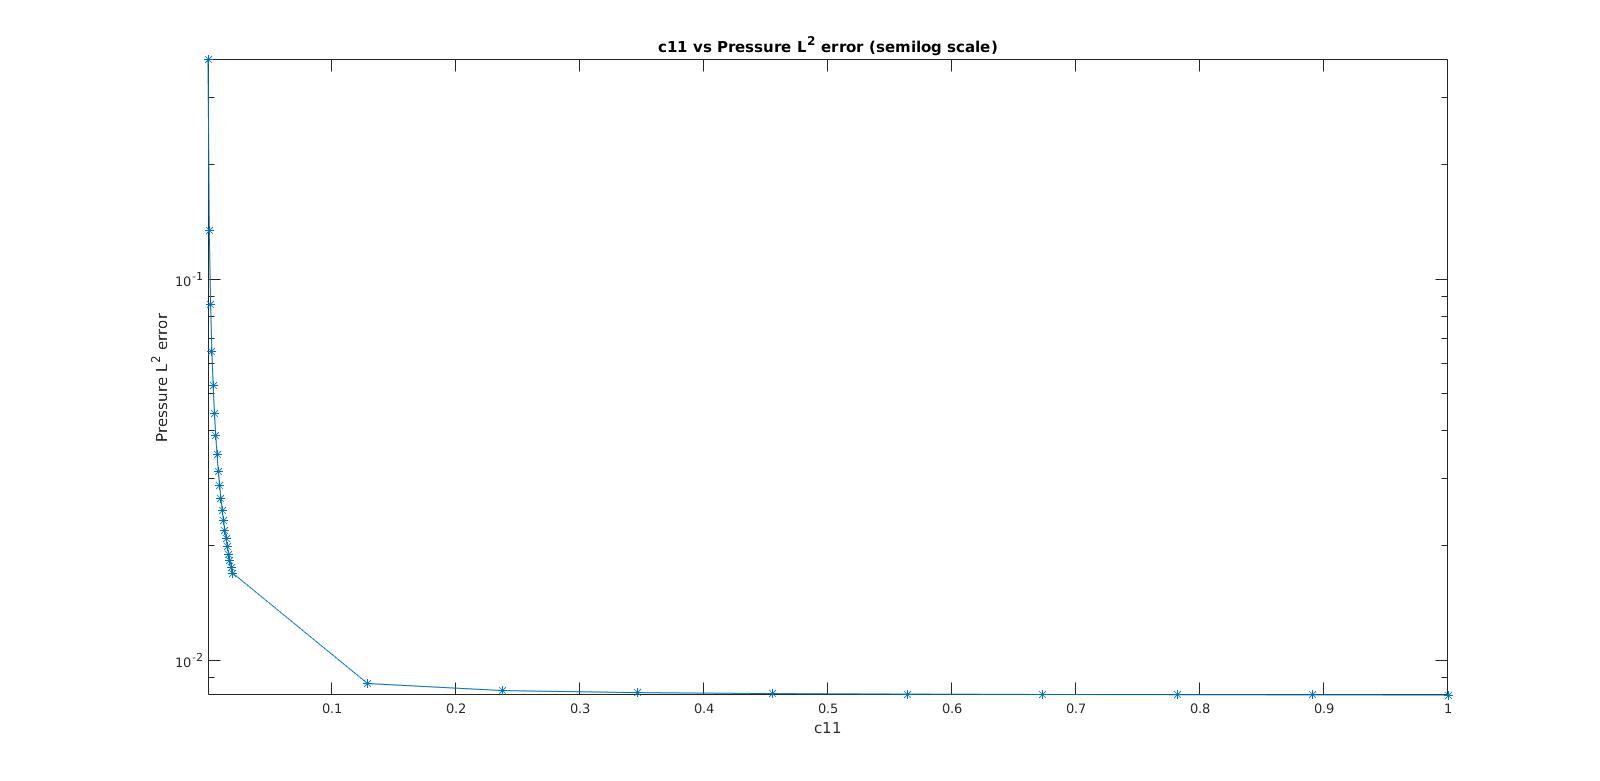 c11 vs Pressure L² error (semilog scale)
10⁻¹
Pressure L² error
10⁻²
0.1 0.2 0.3 0.4 0.5 0.6 0.7 0.8 0.9 1
c11